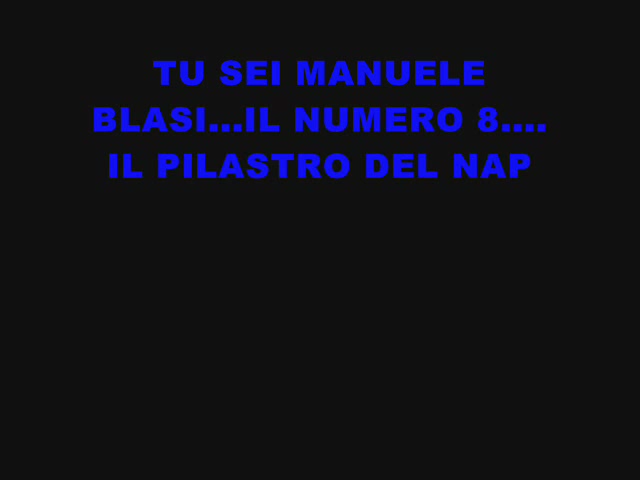 TU SEI MANUELE
BLASI...IL NUMERO 8....
IL PILASTRO DEL NAP